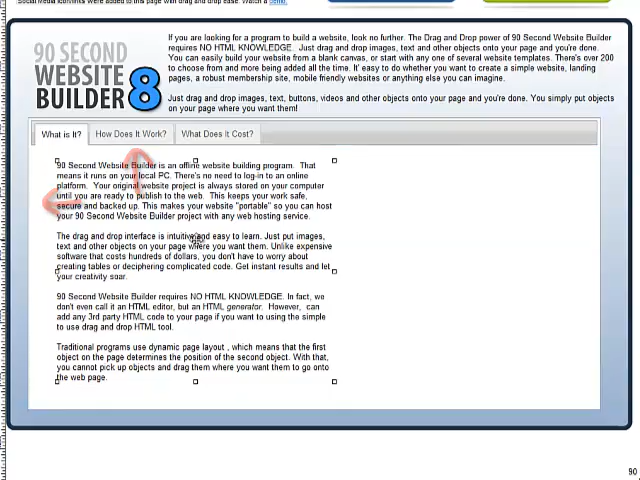 Social Media icon/links were added to this page with drag and drop ease. Watch a demo.
90 SECOND
WEBSITE
BUILDER 8
If you are looking for a program to build a website, look no further. The Drag and Drop power of 90 Second Website Builder
requires NO HTML KNOWLEDGE. Just drag and drop images, text and other objects onto your page and you're done.
You can easily build your website from a blank canvas, or start with any one of several website templates. There's over 200
to choose from and more being added all the time. It' easy to do whether you want to create a simple website, landing
pages, a robust membership site, mobile friendly websites or anything else you can imagine.
Just drag and drop images, text, buttons, videos and other objects onto your page and you're done. You simply put objects
on your page where you want them!
What is It?
How Does It Work?
What Does It Cost?
90 Second Website Builder is an offline website building program. That
means it runs on your local PC. There's no need to log-in to an online
platform. Your original website project is always stored on your computer
until you are ready to publish to the web. This keeps your work safe,
secure and backed up. This makes your website "portable" so you can host
your 90 Second Website Builder project with any web hosting service.
The drag and drop interface is intuitive and easy to learn. Just put images,
text and other objects on your page where you want them. Unlike expensive
software that costs hundreds of dollars, you don't have to worry about
creating tables or deciphering complicated code. Get instant results and let
your creativity soar.
90 Second Website Builder requires NO HTML KNOWLEDGE. In fact, we
don't even call it an HTML editor, but an HTML generator. However, can
add any 3rd party HTML code to your page if you want to using the simple
to use drag and drop HTML tool.
Traditional programs use dynamic page layout , which means that the first
object on the page determines the position of the second object. With that,
you cannot pick up objects and drag them where you want them to go onto
the web page.
90